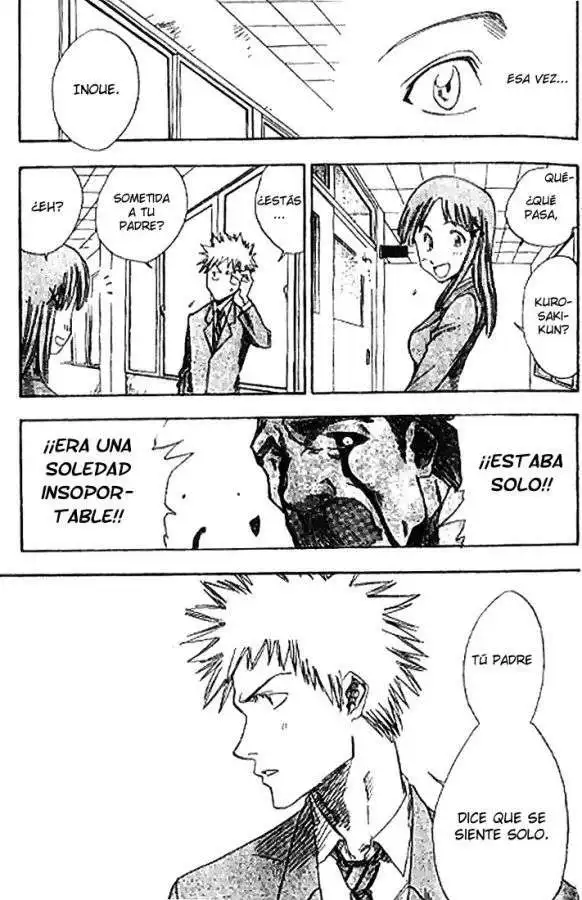 ESA VEZ...
INOUE.
QUÉ-
¿QUÉ
PASA,
KURO-
SAKI-
KUN?
¿ESTÁS
...
SOMETIDA
A TU
PADRE?
¿EH?
¡¡ESTABA
SOLO!!
¡¡ERA UNA
SOLEDAD
INSOPOR-
TABLE!!
TÚ PADRE
DICE QUE SE
SIENTE SOLO.